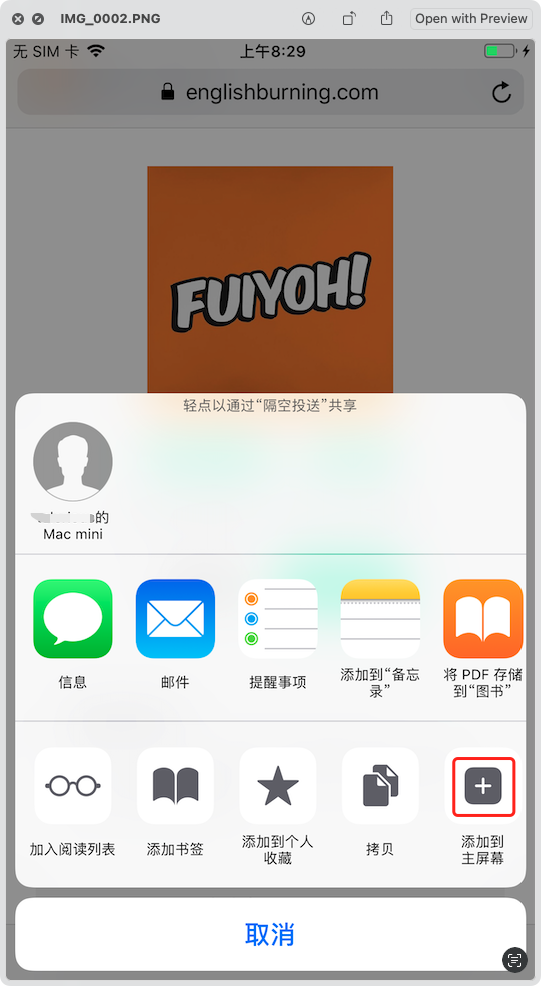 IMG_0002.PNG
Open with Preview
无 SIM 卡
上午8:29
englishburning.com
FUIYOH!
轻点以通过“隔空投送”共享
的
Mac mini
信息
邮件
提醒事项
添加到“备忘
录”
将 PDF 存储
到“图书”
加入阅读列表
添加书签
添加到个人
收藏
拷贝
添加到
主屏幕
取消